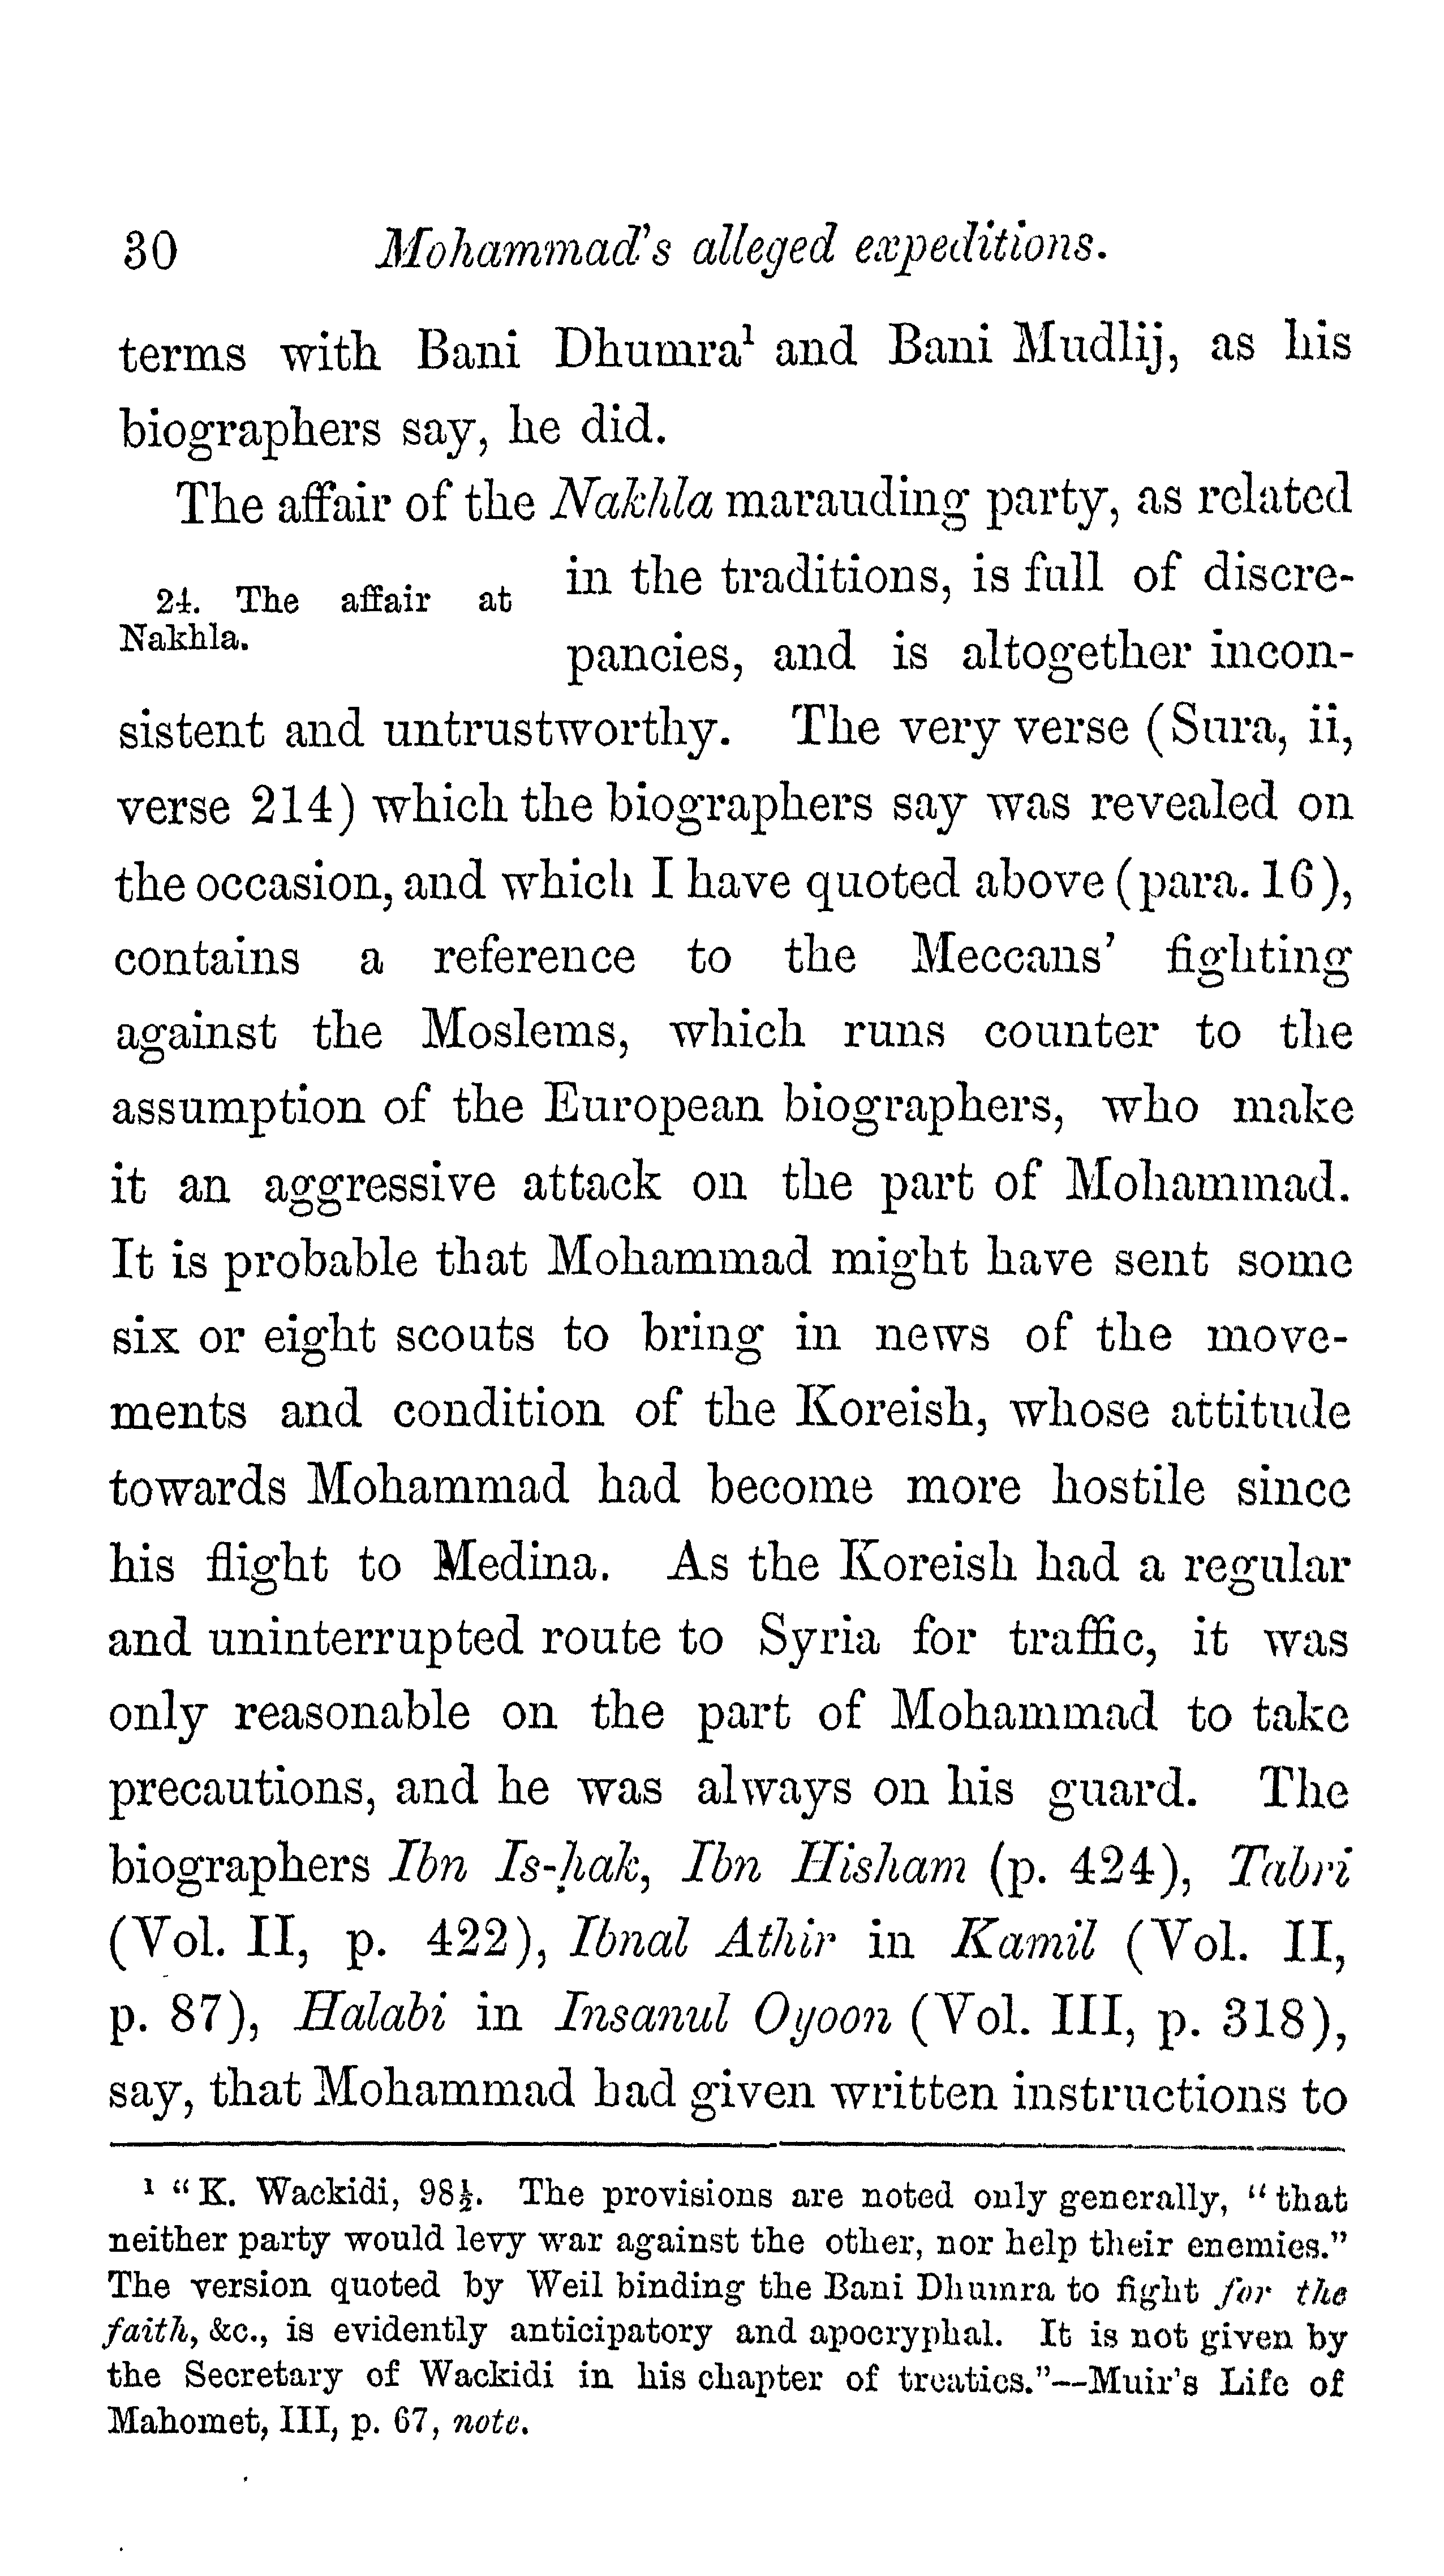 30 Mohammad's alleged expeditions.
terms with Bani Dhumra¹ and Bani Mudlij, as his
biographers say, he did.
The affair of the Nakhla marauding party, as related
in the traditions, is full of discre-
24. The affair at
Nakhla.
pancies, and is altogether incon-
sistent and untrustworthy. The very verse (Sura, ii,
verse 214) which the biographers say was revealed on
the occasion, and which I have quoted above (para. 16),
contains a reference to the Meccans' fighting
against the Moslems, which runs counter to the
assumption of the European biographers, who make
it an aggressive attack on the part of Mohammad.
It is probable that Mohammad might have sent some
six or eight scouts to bring in news of the move-
ments and condition of the Koreish, whose attitude
towards Mohammad had become more hostile since
his flight to Medina. As the Koreish had a regular
and uninterrupted route to Syria for traffic, it was
only reasonable on the part of Mohammad to take
precautions, and he was always on his guard. The
biographers Ibn Is-ḥak, Ibn Hisham (p. 424), Tabri
(Vol. II, p. 422), Ibnal Athir in Kamil (Vol. II,
p. 87), Halabi in Insanul Oyoon (Vol. III, p. 318),
say, that Mohammad had given written instructions to
¹ "K. Wackidi, 98½. The provisions are noted only generally, "that
neither party would levy war against the other, nor help their enemies."
The version quoted by Weil binding the Bani Dhumra to fight for the
faith, &c., is evidently anticipatory and apocryphal. It is not given by
the Secretary of Wackidi in his chapter of treaties."--Muir's Life of
Mahomet, III, p. 67, note.